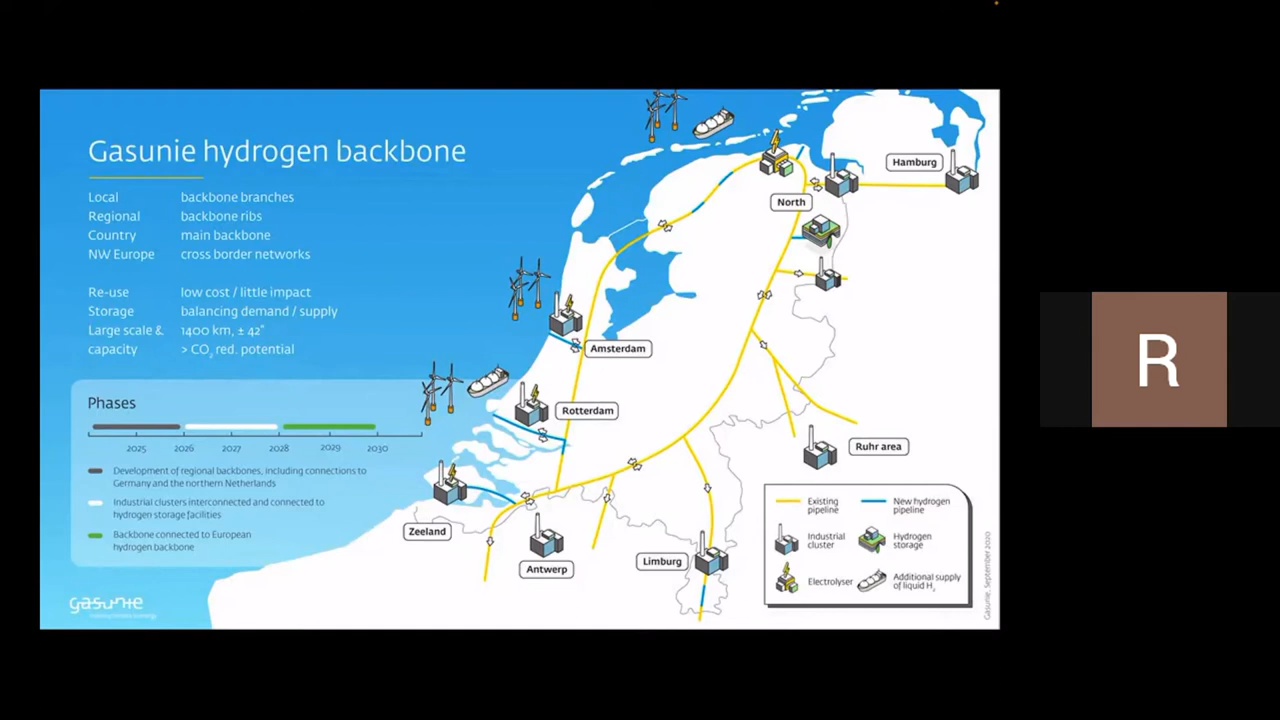 Gasunie hydrogen backbone
Local backbone branches
Regional backbone ribs
Country main backbone
NW Europe cross border networks
Re-use low cost / little impact
Storage balancing demand / supply
Large scale & 1400 km, ± 42"
capacity > CO₂ red. potential
Phases
2025 2026 2027 2028 2029 2030
Development of regional backbones, including connections to
Germany and the northern Netherlands
Industrial clusters interconnected and connected to
hydrogen storage facilities
Backbone connected to European
hydrogen backbone
gasunie
Hamburg
North
Amsterdam
Rotterdam
Ruhr area
Zeeland
Antwerp
Limburg
Existing
pipeline
New hydrogen
pipeline
Industrial
cluster
Hydrogen
storage
Electrolyser
Additional supply
of liquid H₂
Gasunie, September 2020
R